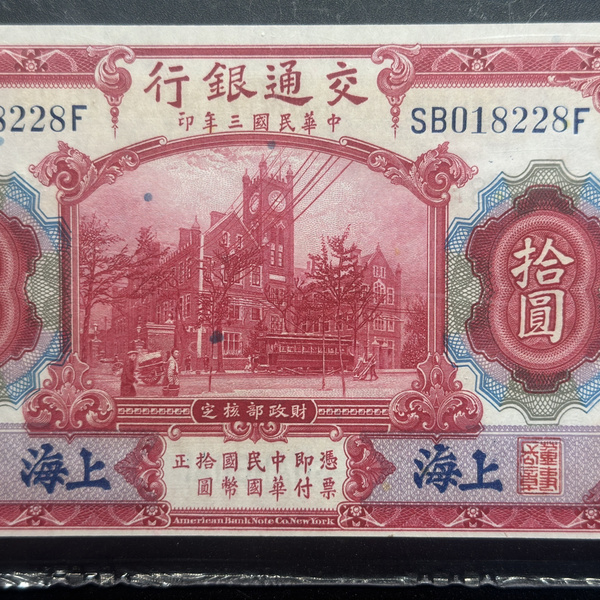 交通銀行
中華民國三年印
8228F
SB018228F
拾圓
財政部核定
上海
憑票即付中華民國國幣拾圓正
上海
American Bank Note Co. New York